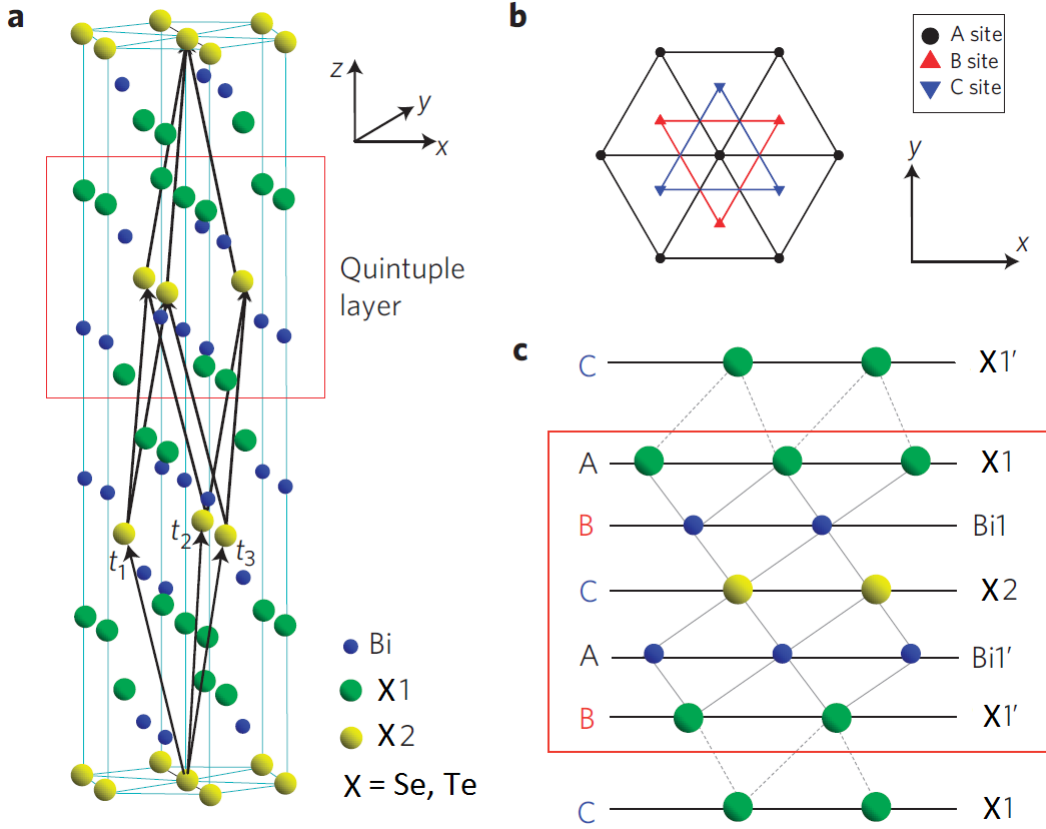 a
z
y
x
Quintuple
layer
t1
t2
t3
Bi
X1
X2
X = Se, Te
b
A site
B site
C site
y
x
c
C X1′
A X1
B Bi1
C X2
A Bi1′
B X1′
C X1